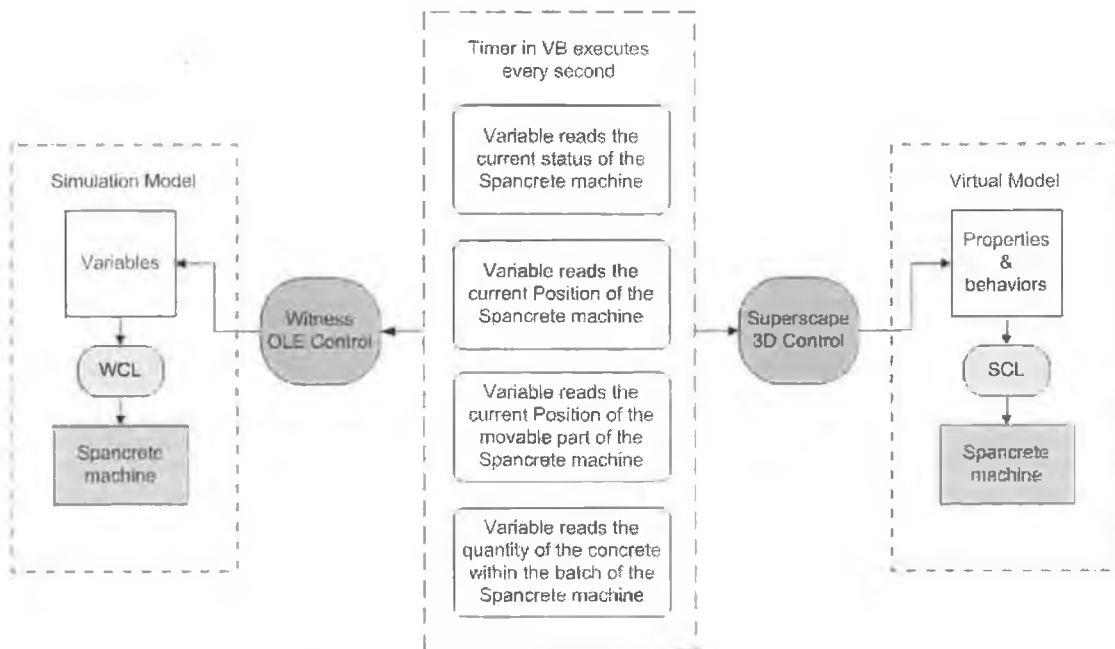 Simulation Model
Variables
WCL
Spancrete
machine
Witness
OLE Control
Timer in VB executes
every second
Variable reads the
current status of the
Spancrete machine
Variable reads the
current Position of the
Spancrete machine
Variable reads the
current Position of the
movable part of the
Spancrete machine
Variable reads the
quantity of the concrete
within the batch of the
Spancrete machine
Superscape
3D Control
Virtual Model
Properties
&
behaviors
SCL
Spancrete
machine